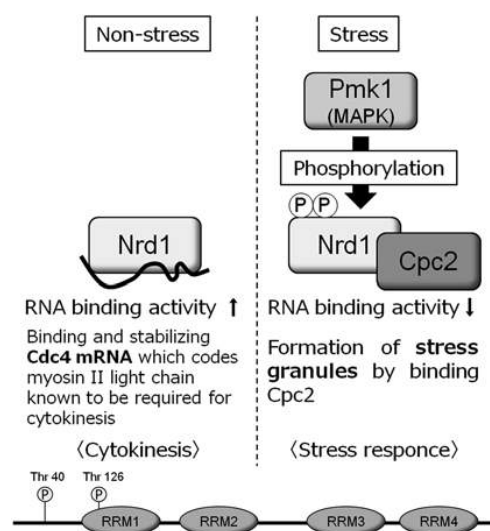 Non-stress
Nrd1
RNA binding activity ↑
Binding and stabilizing
Cdc4 mRNA which codes
myosin II light chain
known to be required for
cytokinesis
〈Cytokinesis〉
Stress
Pmk1
(MAPK)
Phosphorylation
P P
Nrd1
Cpc2
RNA binding activity ↓
Formation of stress
granules by binding
Cpc2
〈Stress responce〉
Thr 40 Thr 126
P P
RRM1 RRM2 RRM3 RRM4